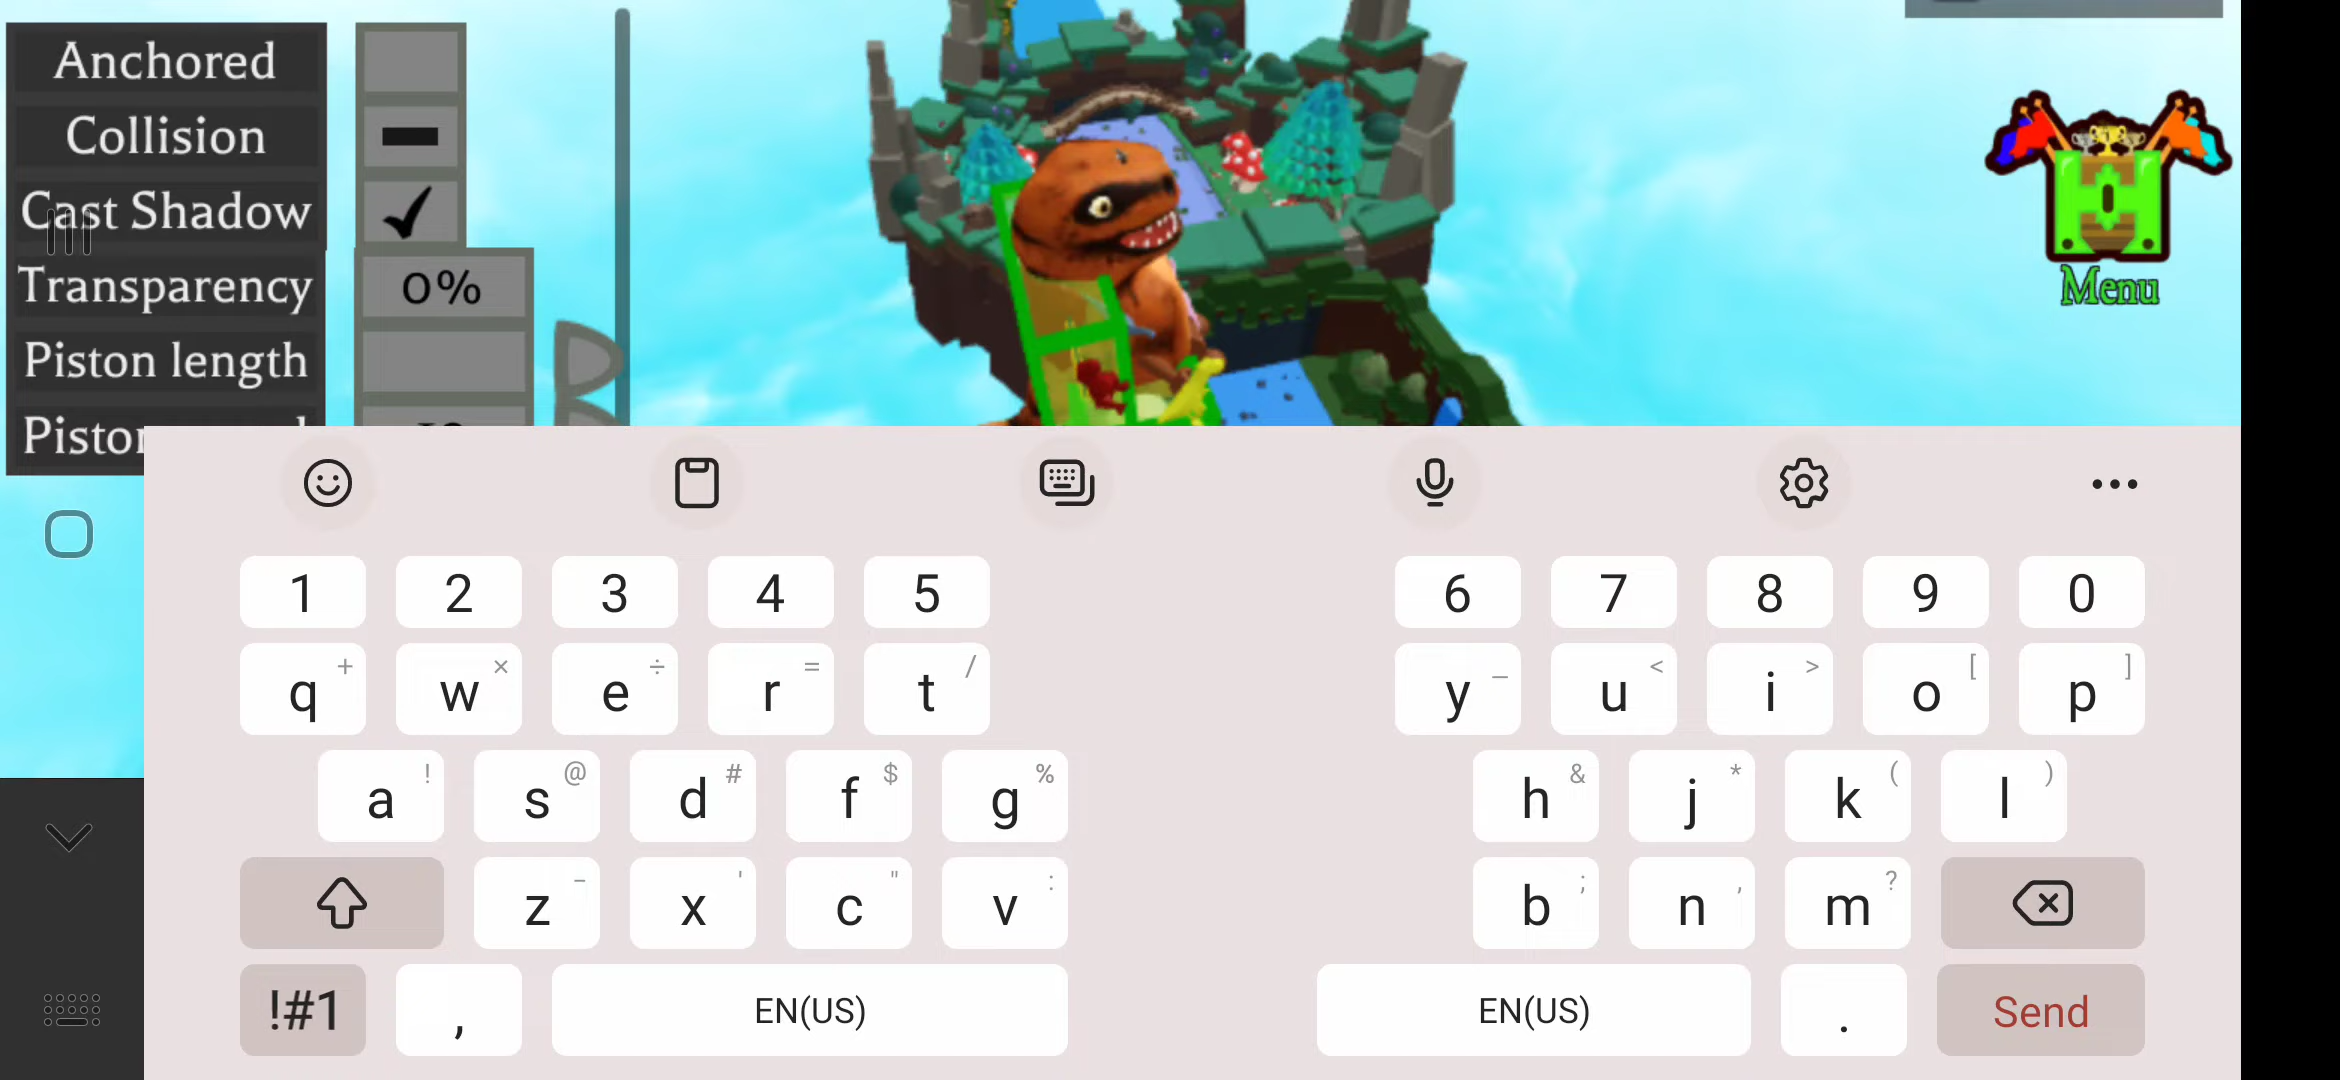 Anchored
Collision
Cast Shadow
Transparency 0%
Piston length
Menu
1 2 3 4 5 6 7 8 9 0
q + w × e ÷ r = t / y _ u < i > o [ p ]
a ! s @ d # f $ g % h & j * k ( l )
z - x ' c " v : b ; n , m ?
!#1 , EN(US) EN(US) . Send